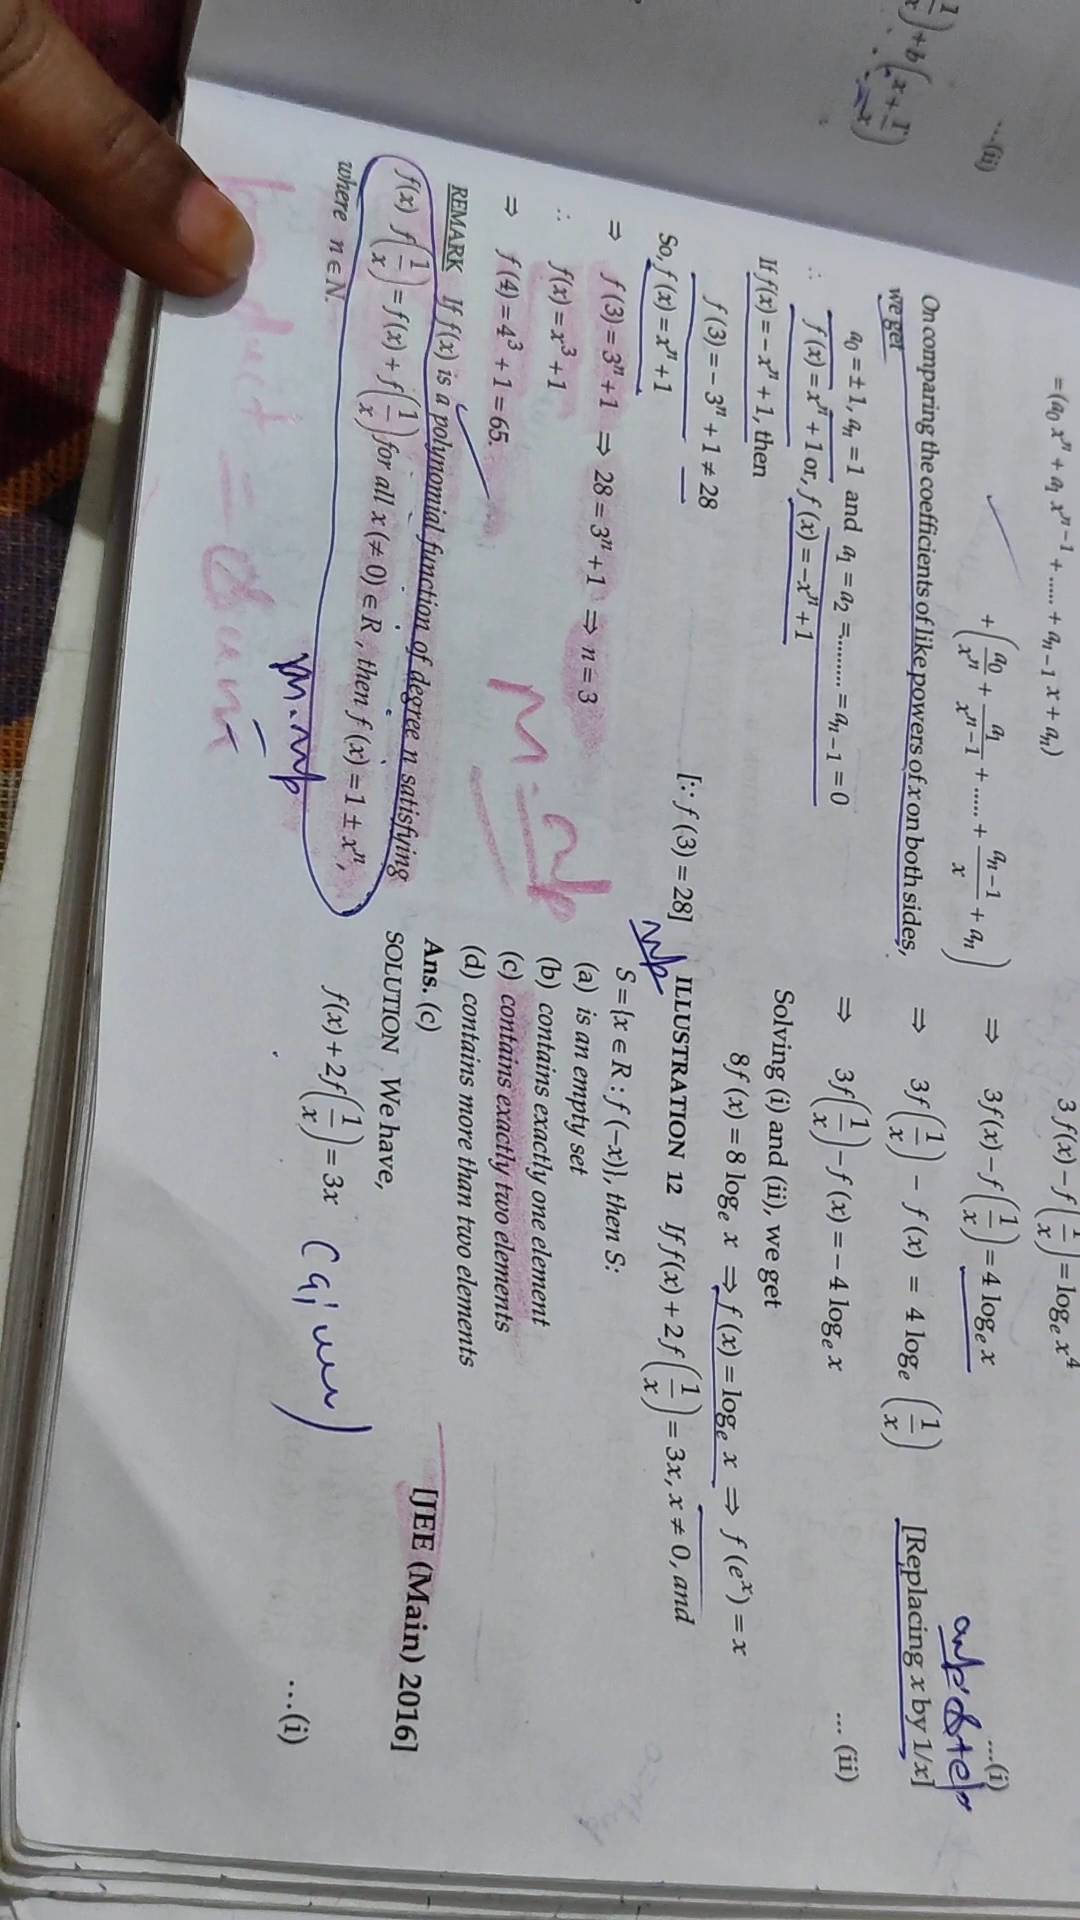 1/x) + b (x + 1/x)
...(ii)
= (a₀ xⁿ + a₁ xⁿ⁻¹ + ...... + aₙ₋₁ x + aₙ)
+ (a₀/xⁿ + a₁/xⁿ⁻¹ + ...... + aₙ₋₁/x + aₙ)
On comparing the coefficients of like powers of x on both sides,
we get
a₀ = ± 1, aₙ = 1 and a₁ = a₂ = ......... = aₙ₋₁ = 0
∴ f(x) = xⁿ + 1 or, f(x) = –xⁿ + 1
If f(x) = – xⁿ + 1, then
f(3) = – 3ⁿ + 1 ≠ 28
So, f(x) = xⁿ + 1 [∵ f(3) = 28]
⇒ f(3) = 3ⁿ + 1 ⇒ 28 = 3ⁿ + 1 ⇒ n = 3
∴ f(x) = x³ + 1
⇒ f(4) = 4³ + 1 = 65.
REMARK If f(x) is a polynomial function of degree n satisfying
f(x) f(1/x) = f(x) + f(1/x) for all x (≠ 0) ∈ R, then f(x) = 1 ± xⁿ,
where n ∈ N.
3 f(x) – f(1/x) = logₑ x⁴
⇒ 3f(x) – f(1/x) = 4 logₑ x ...(i)
⇒ 3f(1/x) – f(x) = 4 logₑ (1/x) [Replacing x by 1/x]
⇒ 3f(1/x) – f(x) = – 4 logₑ x ... (ii)
Solving (i) and (ii), we get
8f(x) = 8 logₑ x ⇒ f(x) = logₑ x ⇒ f(eˣ) = x
ILLUSTRATION 12 If f(x) + 2f(1/x) = 3x, x ≠ 0, and
S = {x ∈ R : f(–x)}, then S:
(a) is an empty set
(b) contains exactly one element
(c) contains exactly two elements
(d) contains more than two elements
Ans. (c) [JEE (Main) 2016]
SOLUTION We have,
f(x) + 2f(1/x) = 3x ...(i)